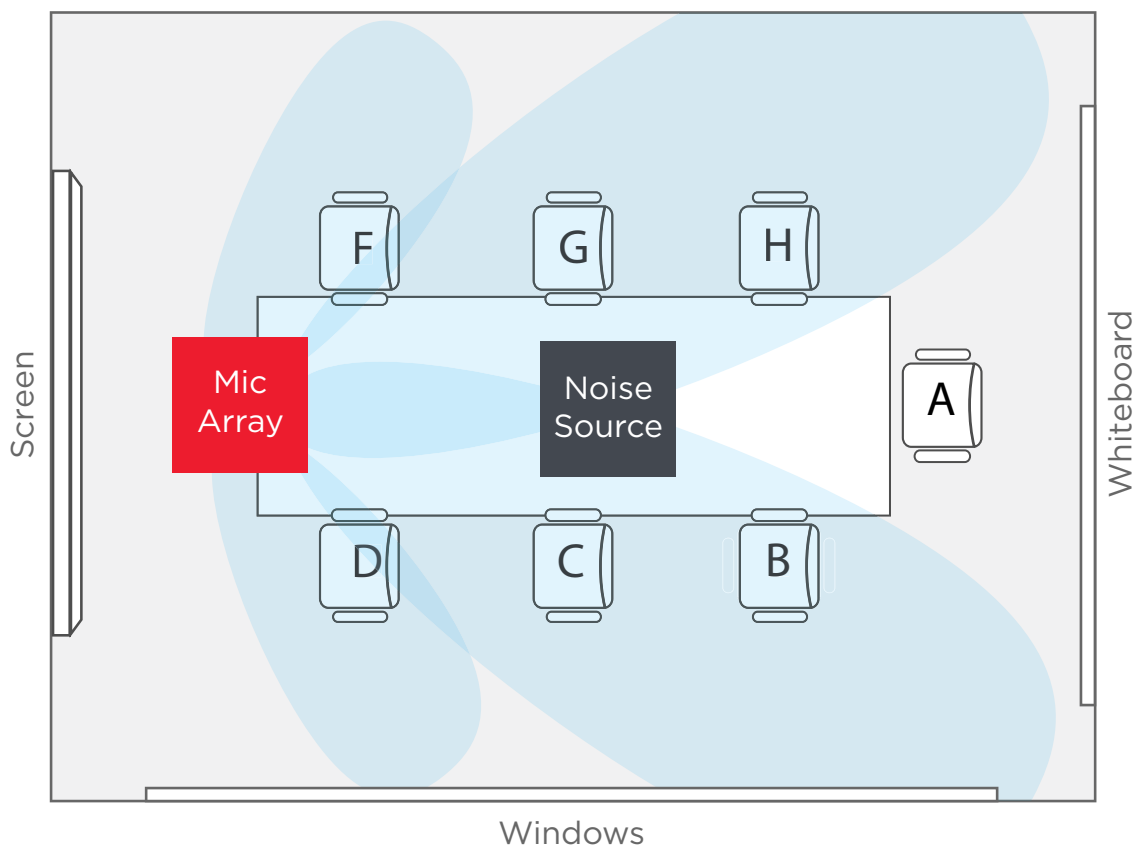 F
G
H
Mic
Array
Noise
Source
A
Screen
Whiteboard
D
C
B
Windows